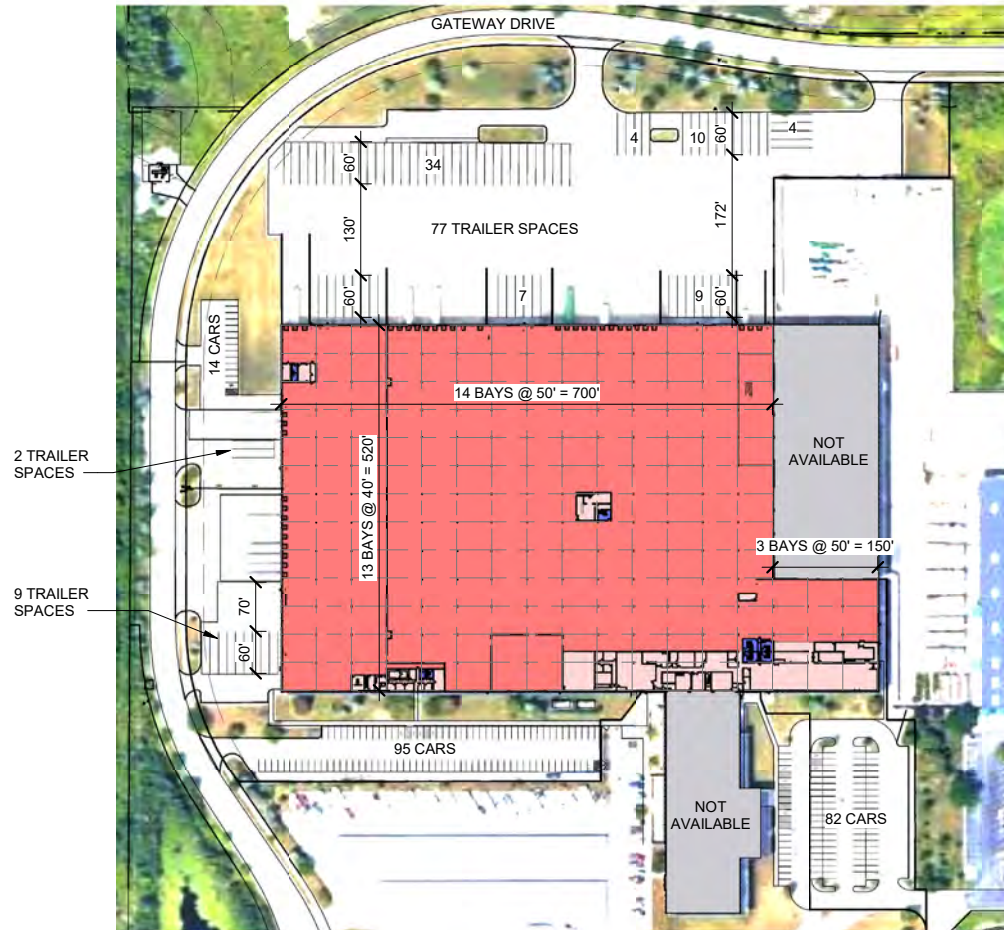 GATEWAY DRIVE
4
10
60'
4
60'
34
130'
77 TRAILER SPACES
172'
60'
7
9
60'
14 CARS
14 BAYS @ 50' = 700'
NOT
AVAILABLE
2 TRAILER
SPACES
13 BAYS @ 40' = 520'
3 BAYS @ 50' = 150'
9 TRAILER
SPACES
70'
60'
95 CARS
NOT
AVAILABLE
82 CARS